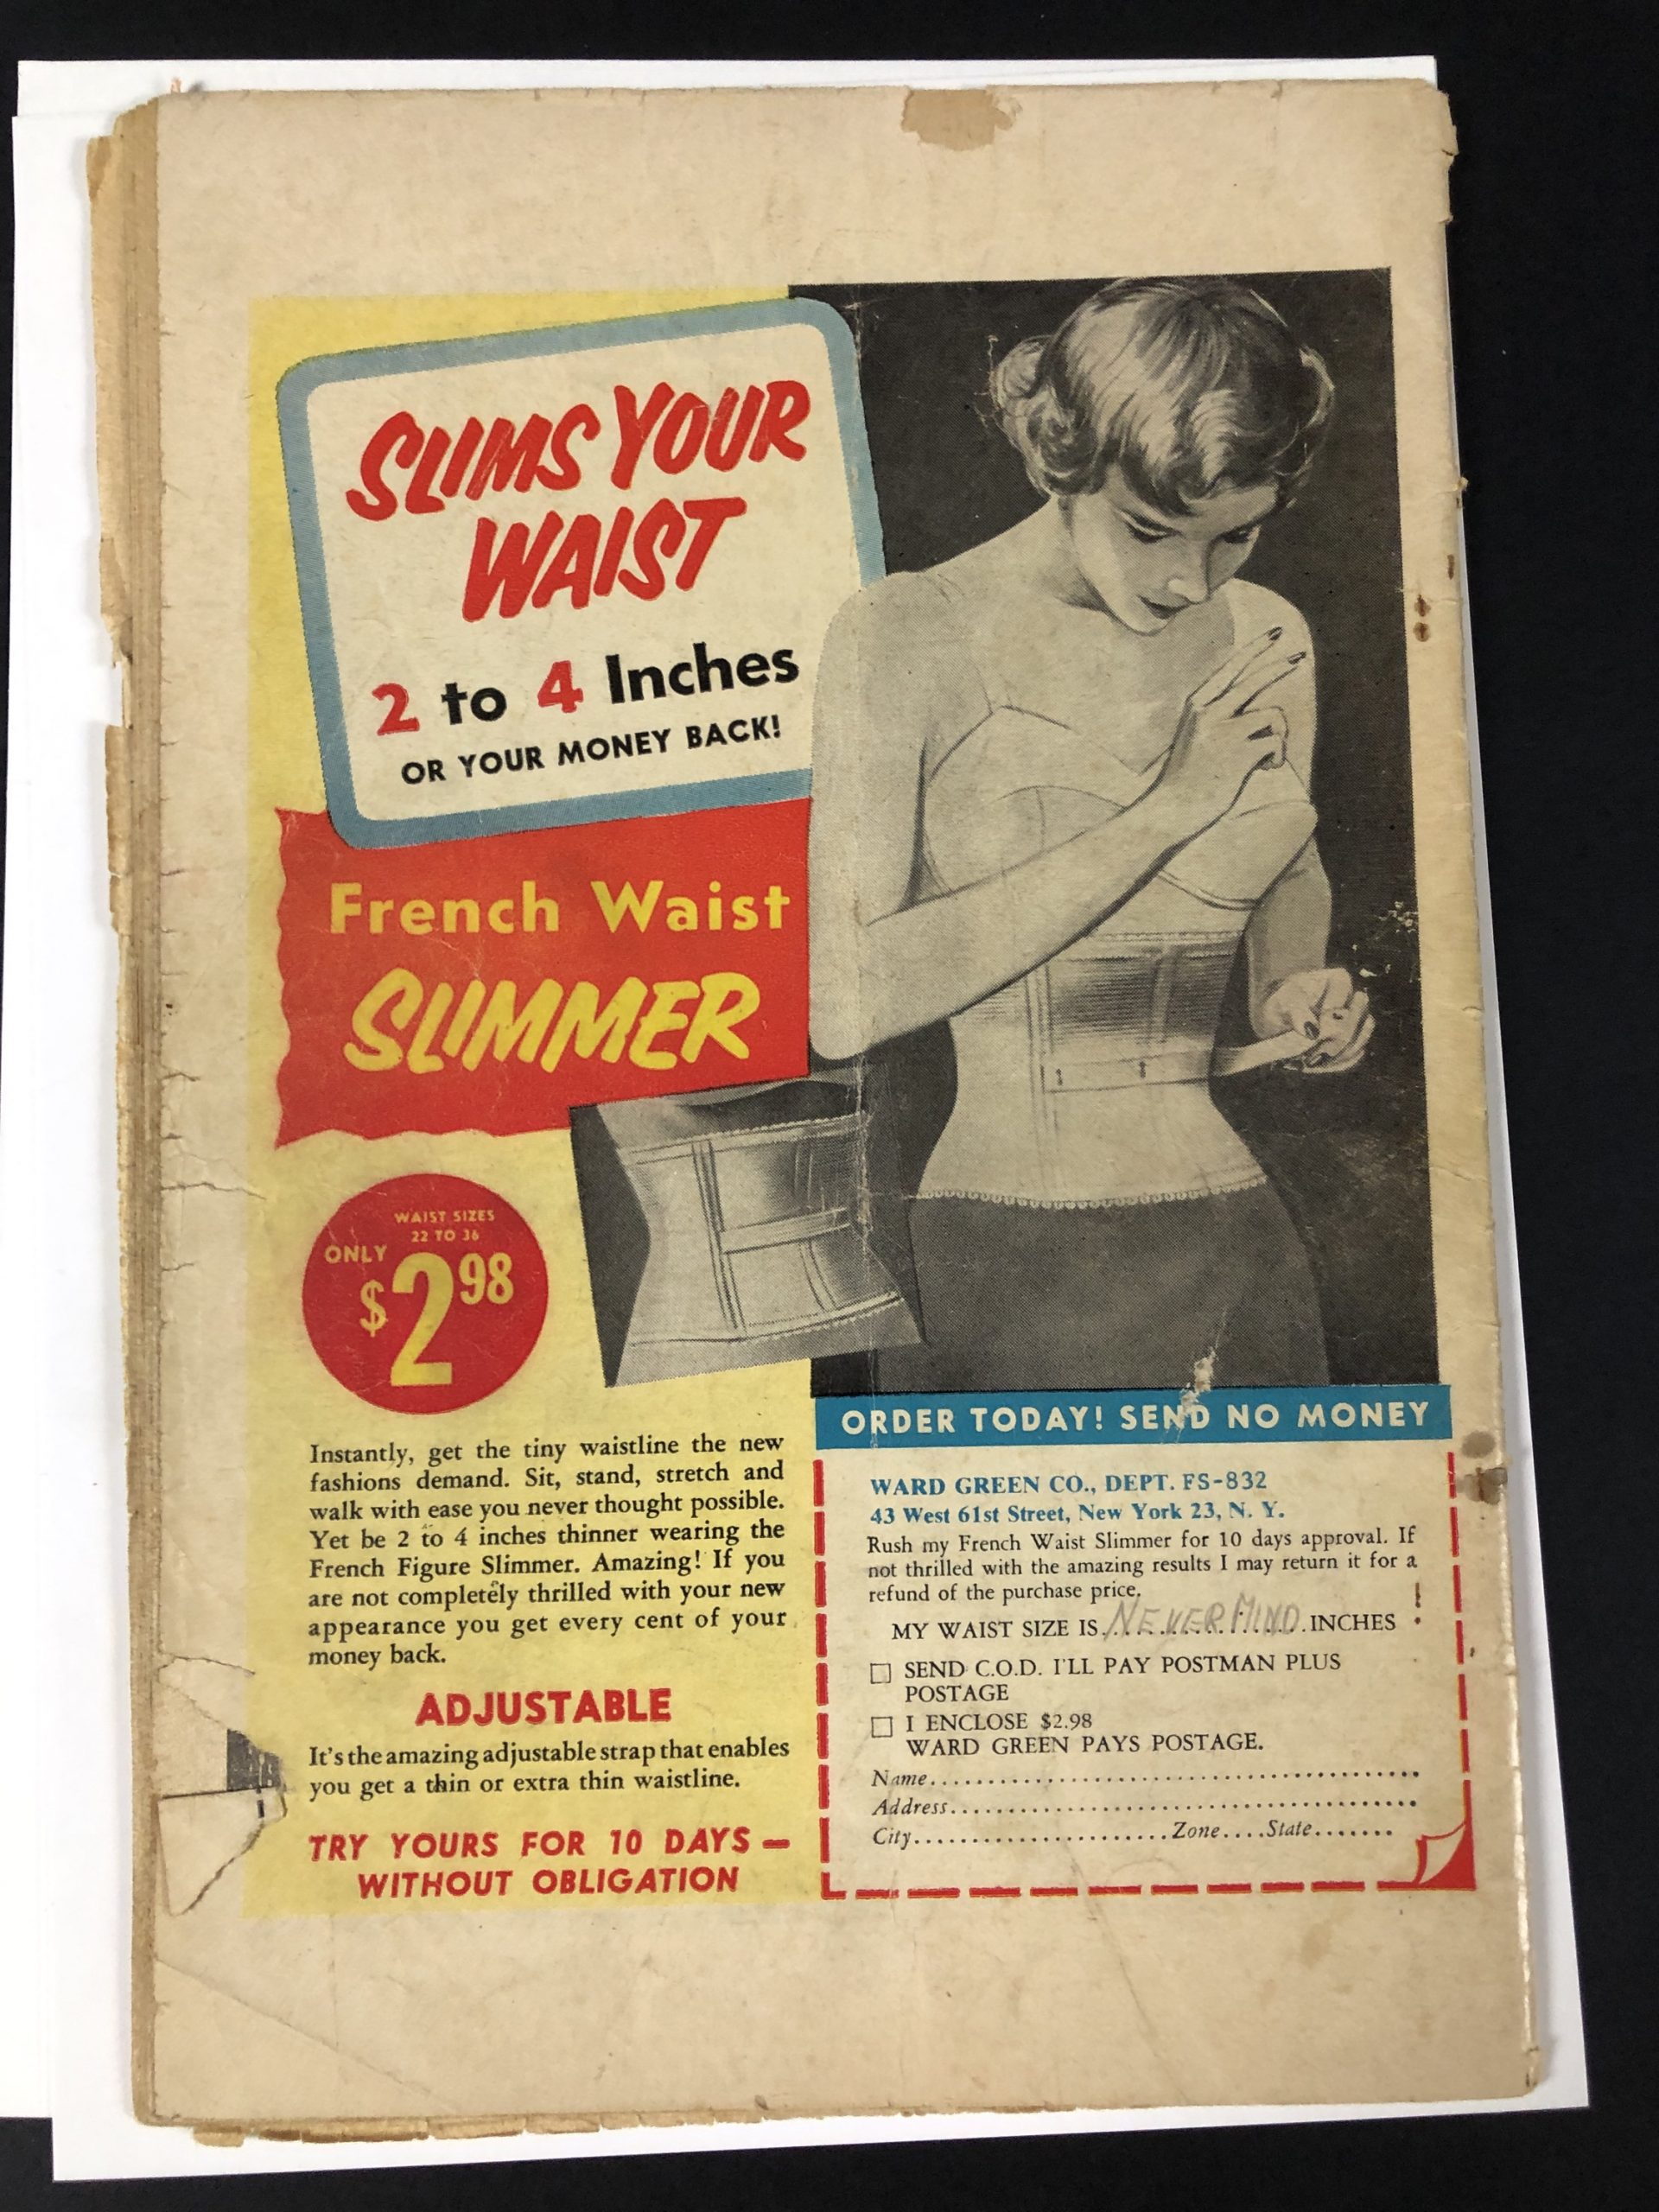 SLIMS YOUR
WAIST
2 to 4 Inches
OR YOUR MONEY BACK!
French Waist
SLIMMER
WAIST SIZES
22 TO 36
ONLY
$2.98
Instantly, get the tiny waistline the new
fashions demand. Sit, stand, stretch and
walk with ease you never thought possible.
Yet be 2 to 4 inches thinner wearing the
French Figure Slimmer. Amazing! If you
are not completely thrilled with your new
appearance you get every cent of your
money back.
ADJUSTABLE
It's the amazing adjustable strap that enables
you get a thin or extra thin waistline.
TRY YOURS FOR 10 DAYS —
WITHOUT OBLIGATION
ORDER TODAY! SEND NO MONEY
WARD GREEN CO., DEPT. FS-832
43 West 61st Street, New York 23, N. Y.
Rush my French Waist Slimmer for 10 days approval. If
not thrilled with the amazing results I may return it for a
refund of the purchase price.
MY WAIST SIZE IS NEVER MIND INCHES !
SEND C.O.D. I'LL PAY POSTMAN PLUS
POSTAGE
I ENCLOSE $2.98
WARD GREEN PAYS POSTAGE.
Name
Address
City Zone State